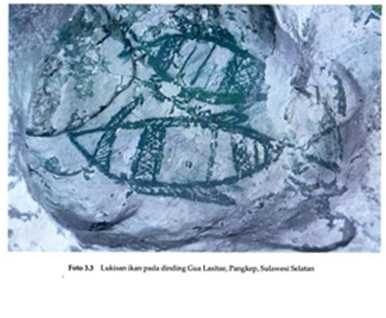 Foto 3.3 Lukisan ikan pada dinding Gua Lasitae, Pangkep, Sulawesi Selatan